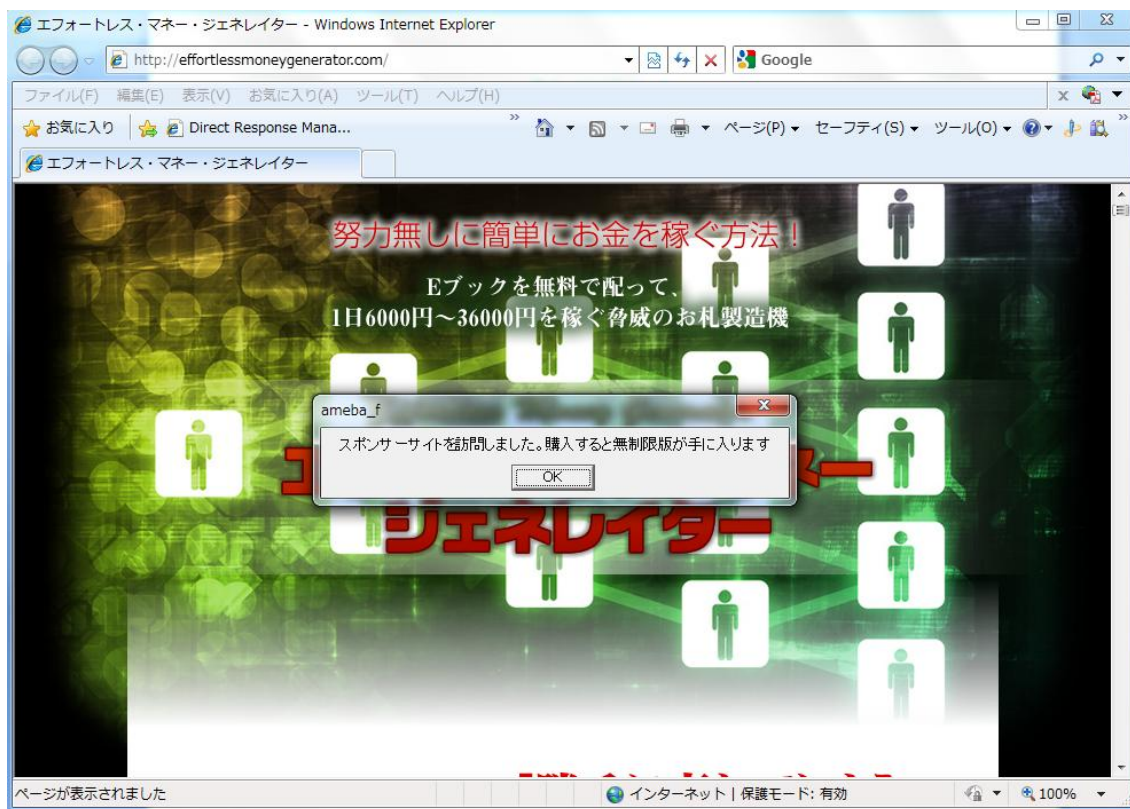 エフォートレス・マネー・ジェネレイター - Windows Internet Explorer
http://effortlessmoneygenerator.com/
Google
ファイル(F) 編集(E) 表示(V) お気に入り(A) ツール(T) ヘルプ(H)
お気に入り Direct Response Mana... ページ(P) セーフティ(S) ツール(O)
エフォートレス・マネー・ジェネレイター
努力無しに簡単にお金を稼ぐ方法!
Eブックを無料で配って、
1日6000円～36000円を稼ぐ脅威のお札製造機
ameba_f
スポンサーサイトを訪問しました。購入すると無制限版が手に入ります
OK
ジェネレイター
ページが表示されました インターネット | 保護モード: 有効 100%